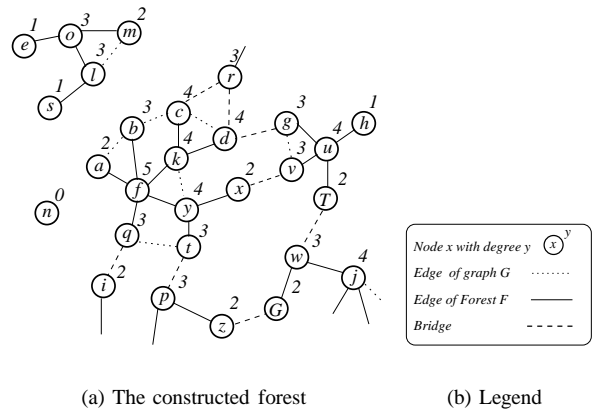 1 3 2
e o m
3
l
1
s
3
r
4
c
3
b
4
d
3
g
1
h
4
u
2
a
4
k
3
v
5
f
2
x
4
y
2
T
0
n
3
q
3
t
3
w
4
j
2
i
3
p
2
z
2
G
Node x with degree y x y
Edge of graph G
Edge of Forest F
Bridge
(a) The constructed forest (b) Legend